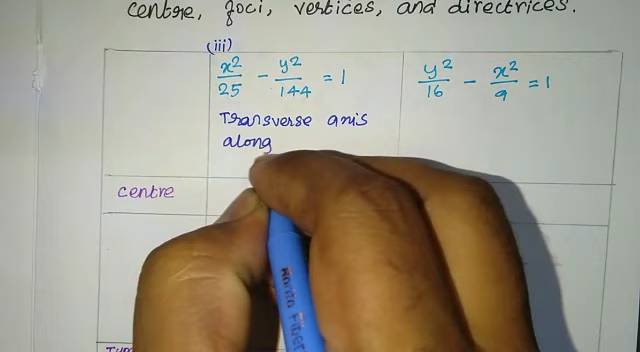 centre, foci, vertices, and directrices.
(iii)
x²/25 - y²/144 = 1
y²/16 - x²/9 = 1
Transverse axis
along
centre